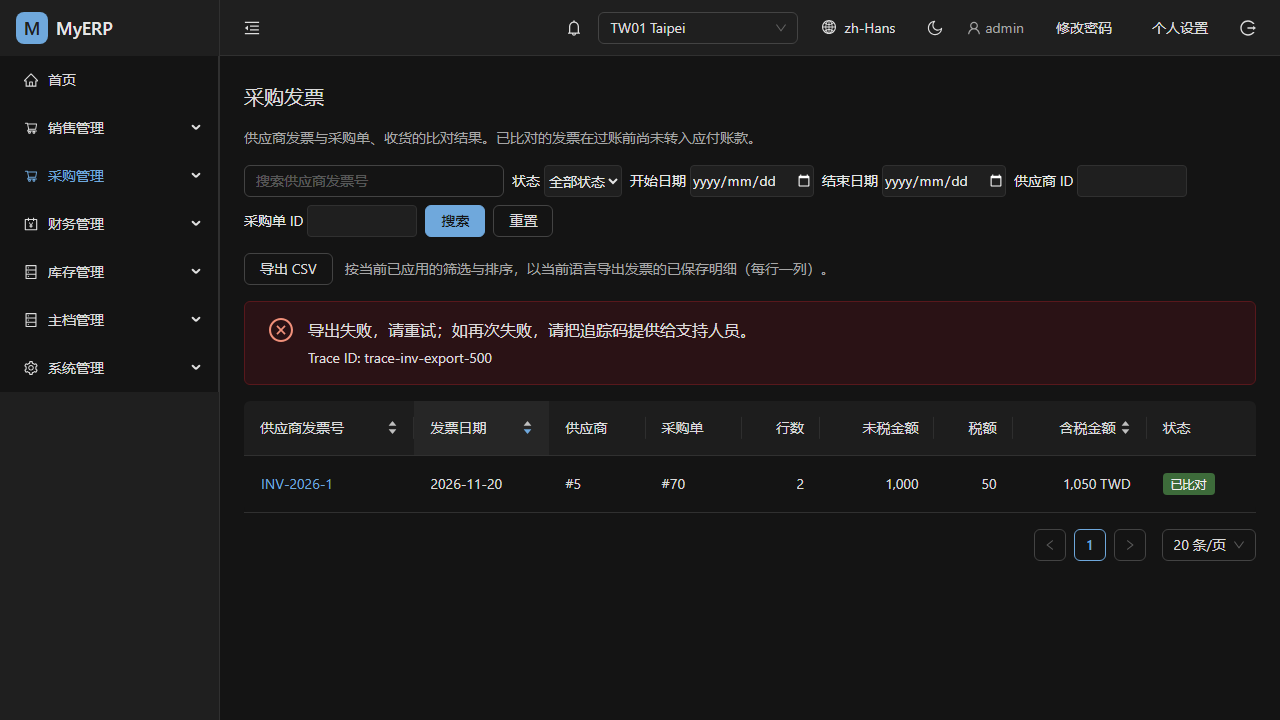 M MyERP
TW01 Taipei
zh-Hans
admin
修改密码
个人设置
首页
销售管理
采购管理
财务管理
库存管理
主档管理
系统管理
采购发票
供应商发票与采购单、收货的比对结果。已比对的发票在过账前尚未转入应付账款。
搜索供应商发票号 状态 全部状态 开始日期 yyyy/mm/dd 结束日期 yyyy/mm/dd 供应商 ID
采购单 ID 搜索 重置
导出 CSV 按当前已应用的筛选与排序，以当前语言导出发票的已保存明细（每行一列）。
导出失败，请重试；如再次失败，请把追踪码提供给支持人员。
Trace ID: trace-inv-export-500
供应商发票号 发票日期 供应商 采购单 行数 未税金额 税额 含税金额 状态
INV-2026-1 2026-11-20 #5 #70 2 1,000 50 1,050 TWD 已比对
1 20 条/页